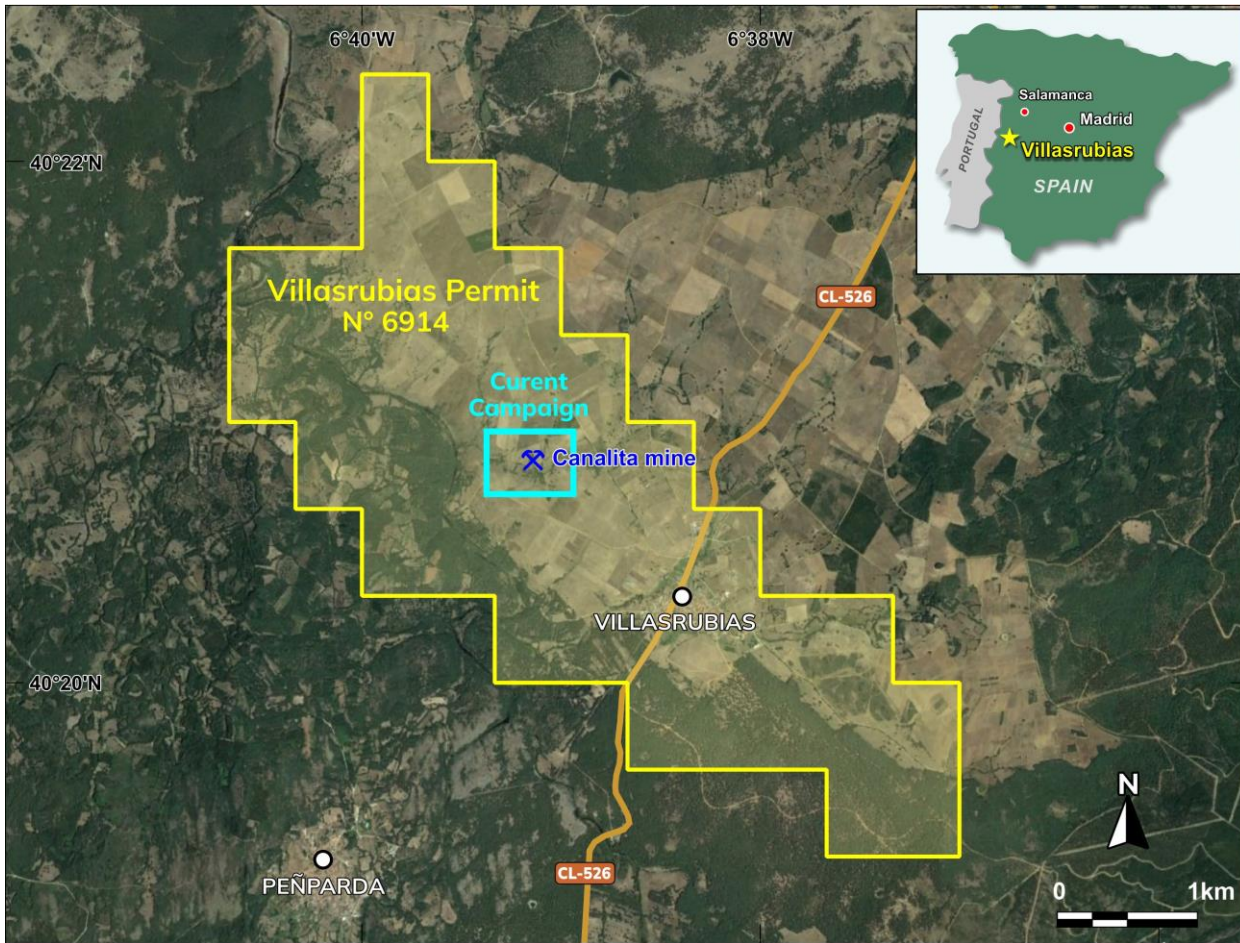 6°40'W
6°38'W
40°22'N
40°20'N
Villasrubias Permit
N° 6914
Curent
Campaign
Canalita mine
CL-526
VILLASRUBIAS
PEÑPARDA
CL-526
Salamanca
Madrid
Villasrubias
PORTUGAL
SPAIN
N
0 1km